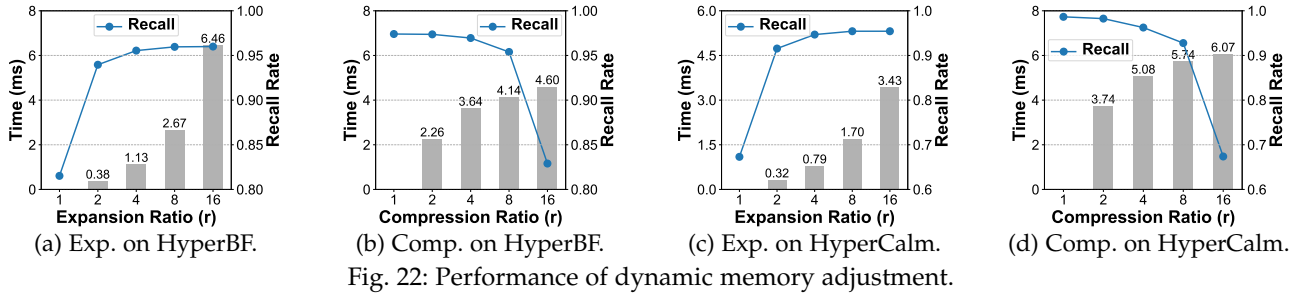 8
6
4
2
0
Time (ms)
Recall
0.38
1.13
2.67
6.46
1.00
0.95
0.90
0.85
0.80
Recall Rate
1 2 4 8 16
Expansion Ratio (r)
(a) Exp. on HyperBF.
8
6
4
2
0
Time (ms)
Recall
2.26
3.64
4.14
4.60
1.00
0.95
0.90
0.85
0.80
Recall Rate
1 2 4 8 16
Compression Ratio (r)
(b) Comp. on HyperBF.
6.0
4.5
3.0
1.5
0.0
Time (ms)
Recall
0.32
0.79
1.70
3.43
1.0
0.9
0.8
0.7
0.6
Recall Rate
1 2 4 8 16
Expansion Ratio (r)
(c) Exp. on HyperCalm.
8
6
4
2
0
Time (ms)
Recall
3.74
5.08
5.74
6.07
1.0
0.9
0.8
0.7
0.6
Recall Rate
1 2 4 8 16
Compression Ratio (r)
(d) Comp. on HyperCalm.
Fig. 22: Performance of dynamic memory adjustment.